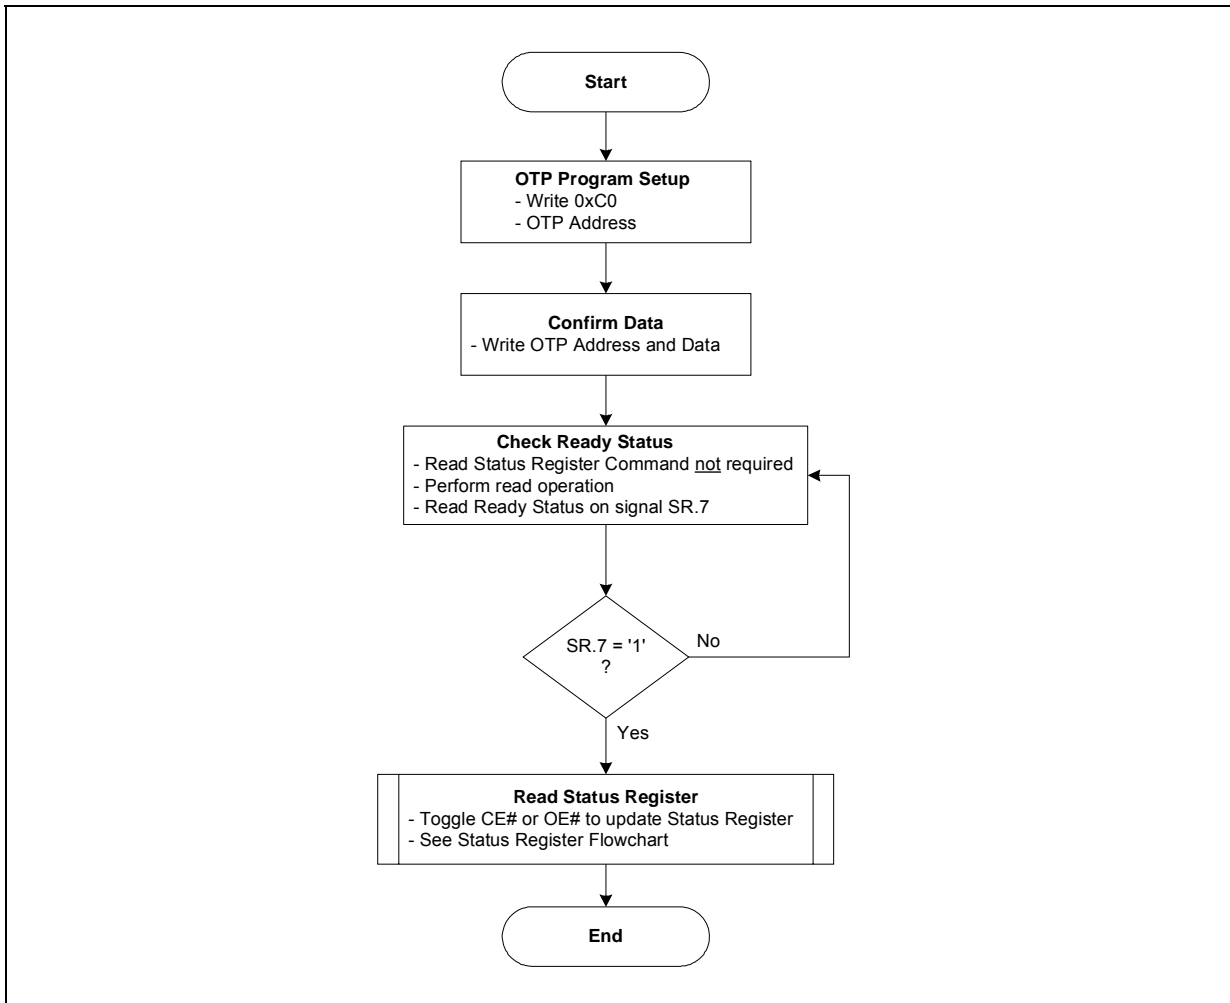 Start
OTP Program Setup
- Write 0xC0
- OTP Address
Confirm Data
- Write OTP Address and Data
Check Ready Status
- Read Status Register Command not required
- Perform read operation
- Read Ready Status on signal SR.7
SR.7 = '1'
?
No
Yes
Read Status Register
- Toggle CE# or OE# to update Status Register
- See Status Register Flowchart
End